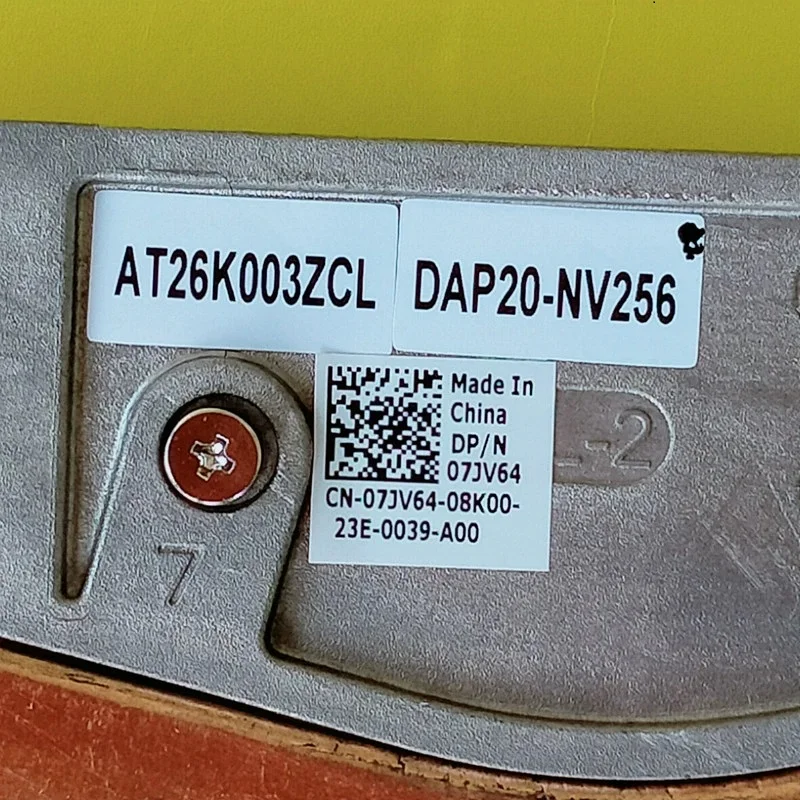 AT26K003ZCL
DAP20-NV256
Made In
China
DP/N
07JV64
CN-07JV64-08K00-
23E-0039-A00
L-2
7